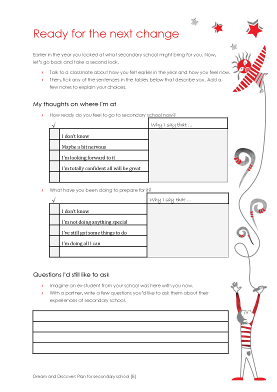 Ready for the next change
Earlier in the year you looked at what secondary school might bring for you. Now,
let's go back and take a second look.
Talk to a classmate about how you felt earlier in the year and how you feel now.
Then, tick any of the sentences in the tables below that describe you. Add a
few notes to explain your choices.
My thoughts on where I'm at
How ready do you feel to go to secondary school now?
√ Why I say that ...
I don't know
Maybe a bit nervous
I'm looking forward to it
I'm totally confident all will be great
What have you been doing to prepare for it?
√ Why I say that ...
I don't know
I'm not doing anything special
I've still got some things to do
I'm doing all I can
Questions I'd still like to ask
Imagine an ex-student from your school was here with you now.
With a partner, write a few questions you'd like to ask them about their
experiences at secondary school.
Dream and Discover: Plan for secondary school (B)